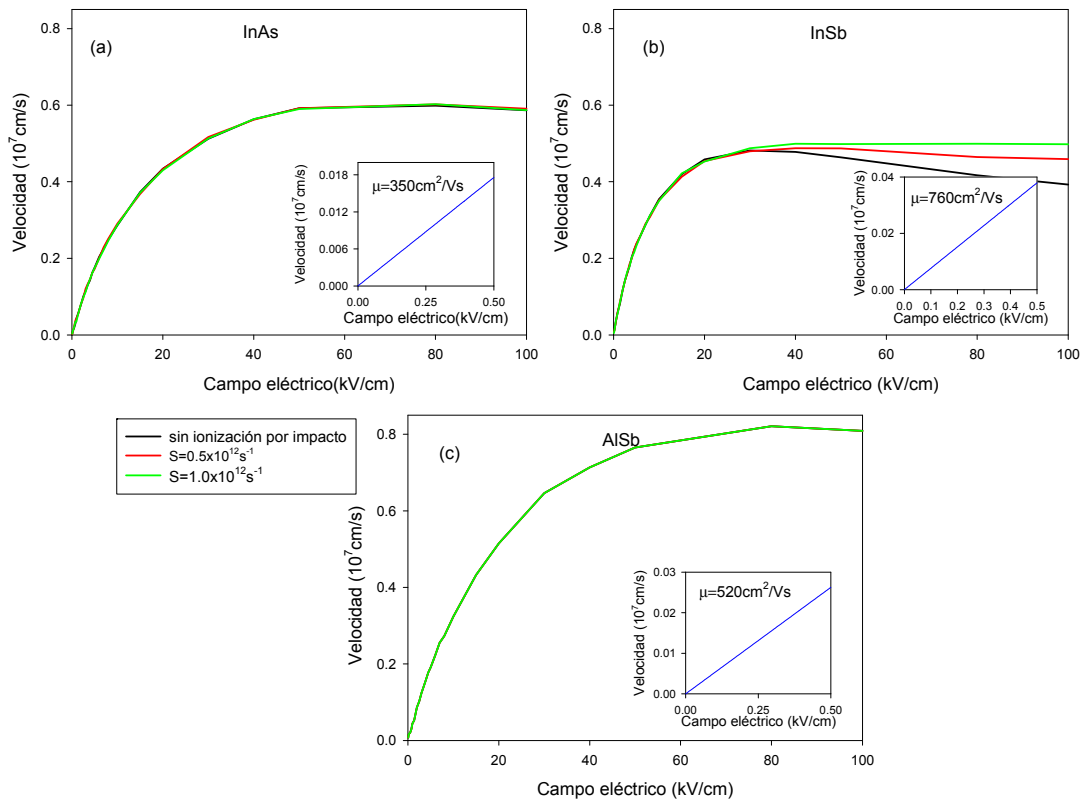 InAs
(a)
0.8
0.6
0.4
0.2
0.0
Velocidad (10⁷cm/s)
0 20 40 60 80 100
Campo eléctrico(kV/cm)
μ=350cm²/Vs
0.018
0.012
0.006
0.000
Velocidad (10⁷cm/s)
0.00 0.25 0.50
Campo eléctrico(kV/cm)
InSb
(b)
0.8
0.6
0.4
0.2
0.0
Velocidad (10⁷cm/s)
0 20 40 60 80 100
Campo eléctrico (kV/cm)
μ=760cm²/Vs
0.04
0.02
0.00
Velocidad (10⁷cm/s)
0.0 0.1 0.2 0.3 0.4 0.5
Campo eléctrico (kV/cm)
sin ionización por impacto
S=0.5x10¹²s⁻¹
S=1.0x10¹²s⁻¹
AlSb
(c)
0.8
0.6
0.4
0.2
0.0
Velocidad (10⁷cm/s)
0 20 40 60 80 100
Campo eléctrico (kV/cm)
μ=520cm²/Vs
0.03
0.02
0.01
0.00
Velocidad (10⁷cm/s)
0.00 0.25 0.50
Campo eléctrico (kV/cm)